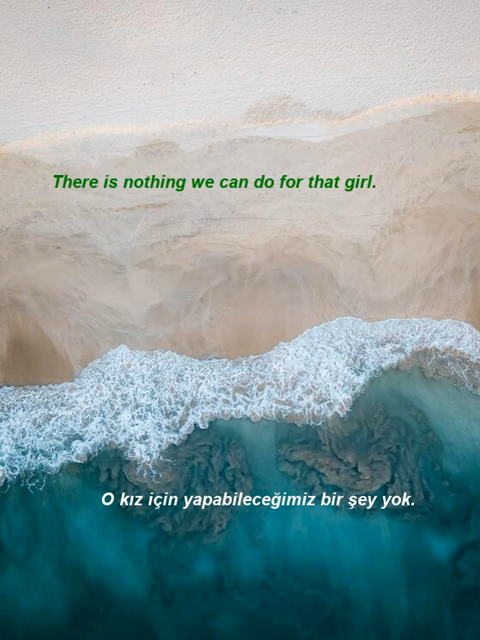 There is nothing we can do for that girl.
O kız için yapabileceğimiz bir şey yok.